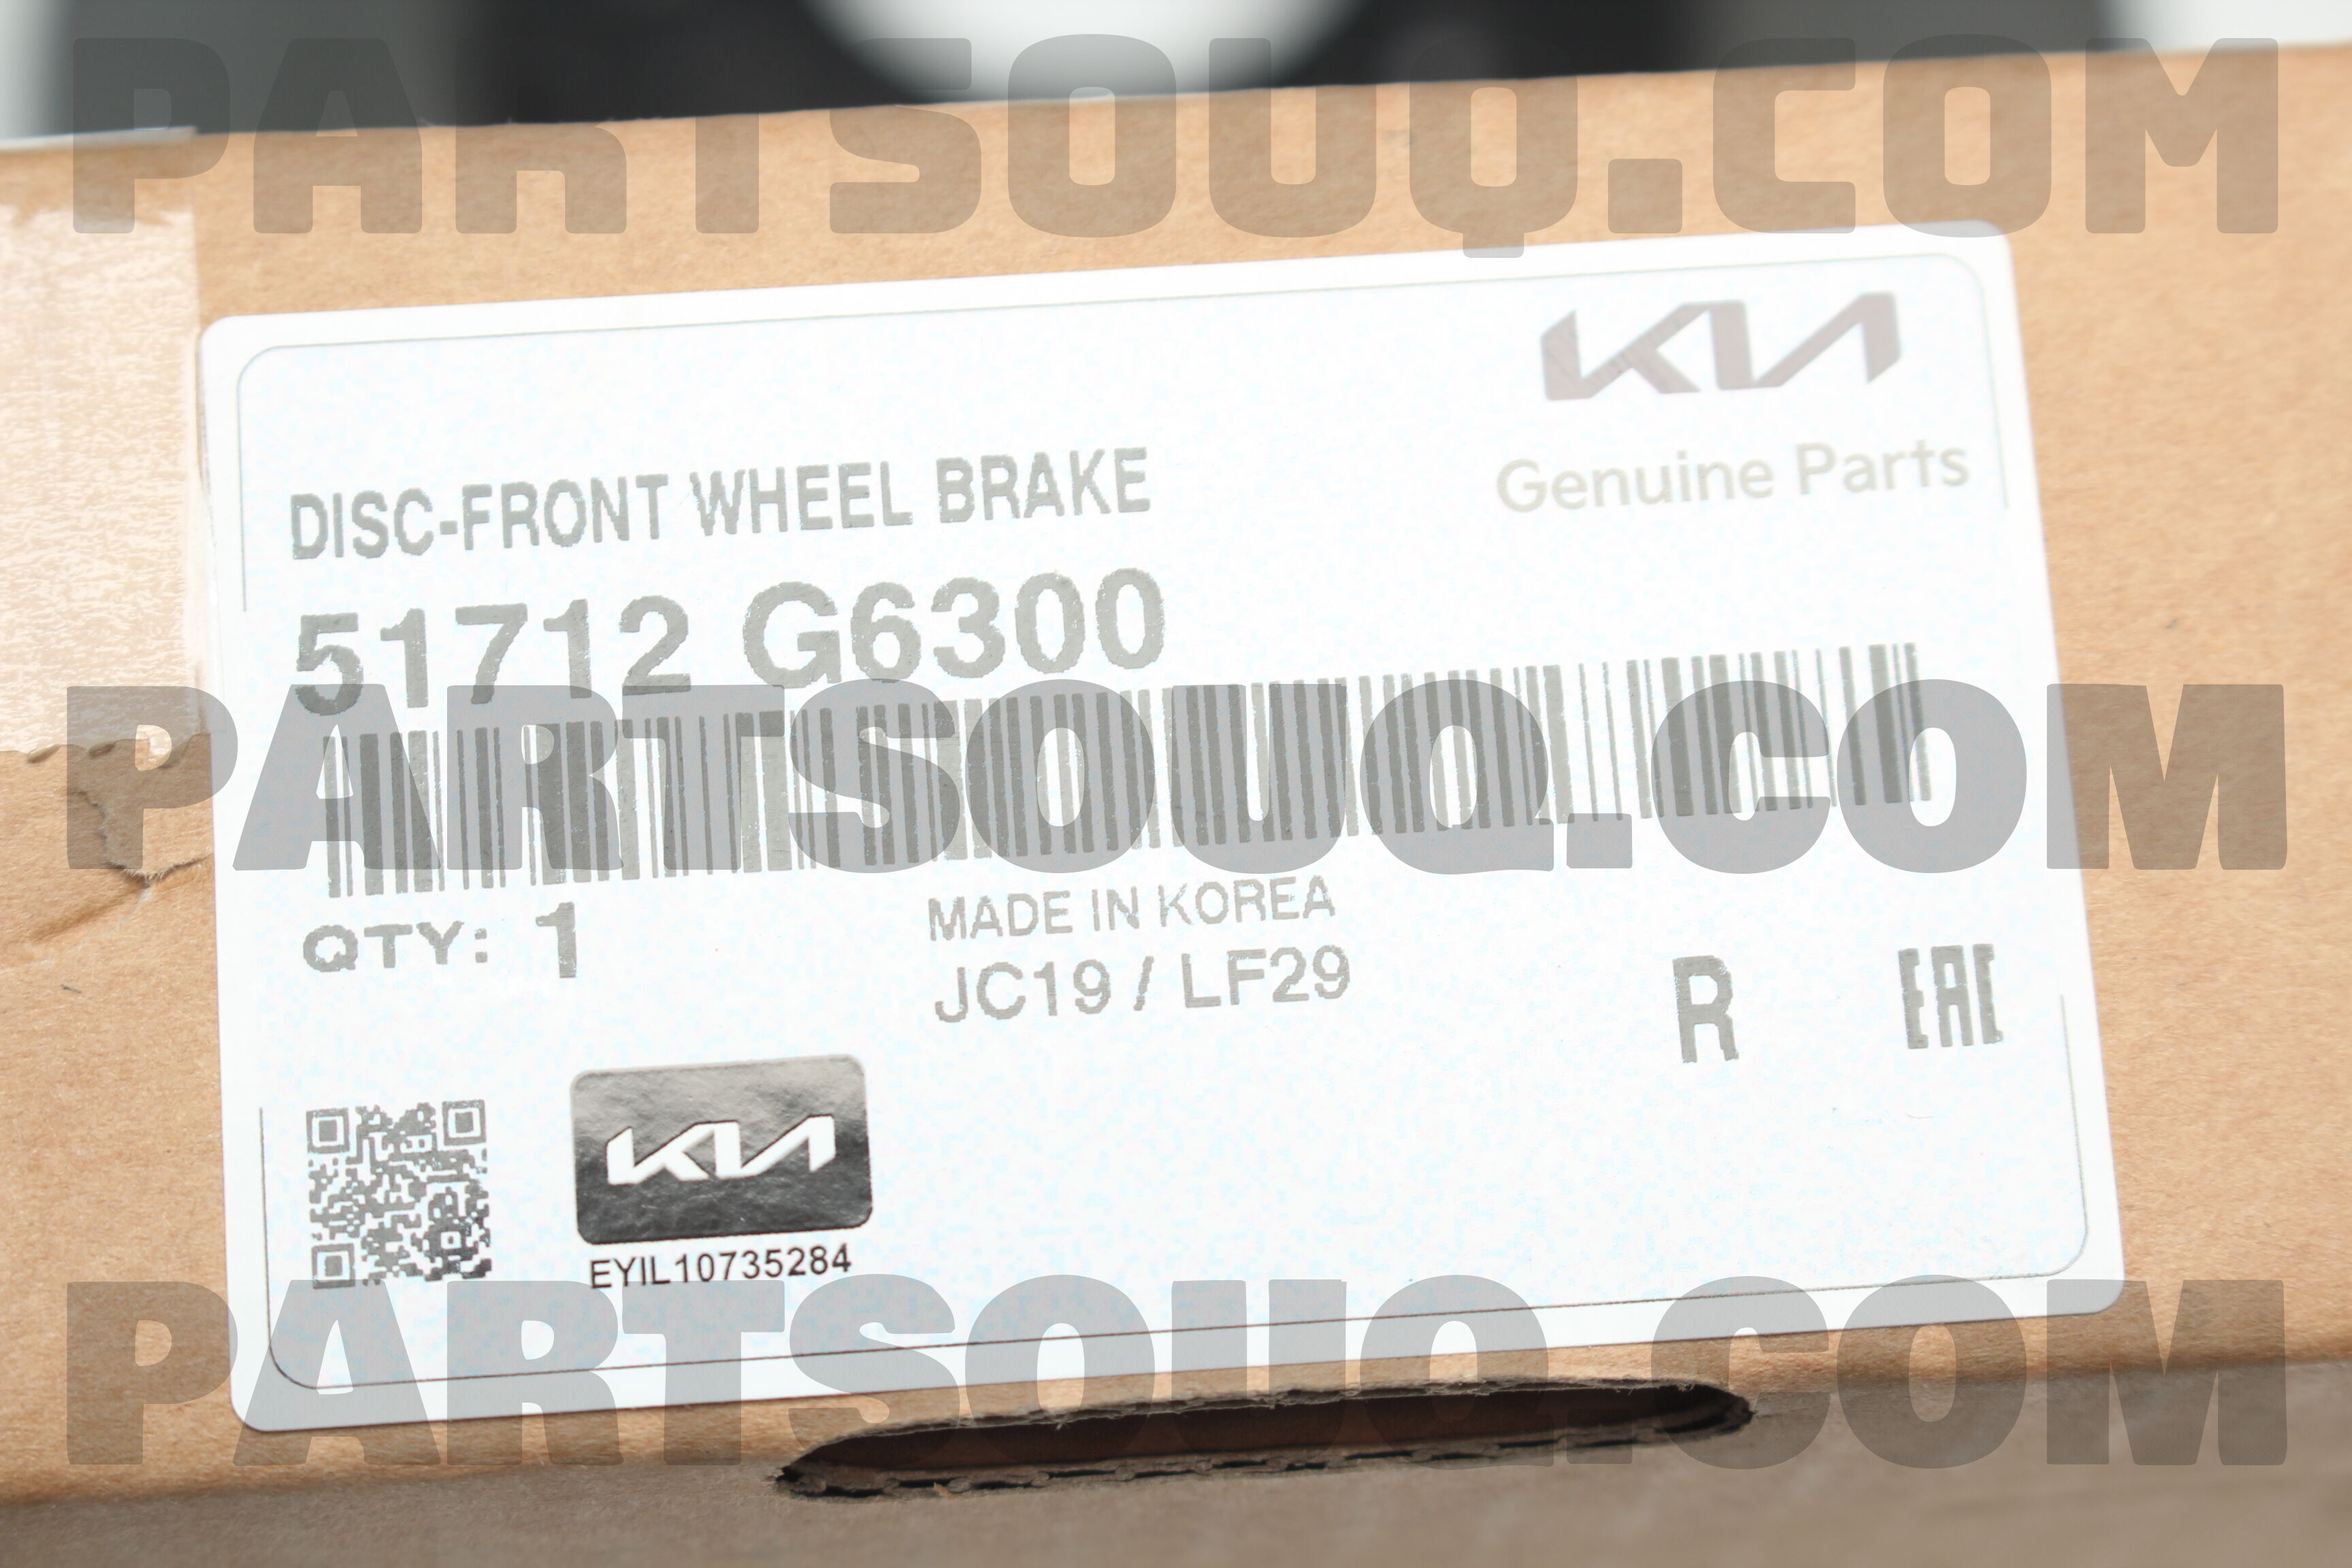 PARTSOUQ.COM
KIA
Genuine Parts
DISC-FRONT WHEEL BRAKE
51712 G6300
PARTSOUQ.COM
QTY: 1
MADE IN KOREA
JC19 / LF29
R
EAC
KIA
EYIL10735284
PARTSOUQ.COM